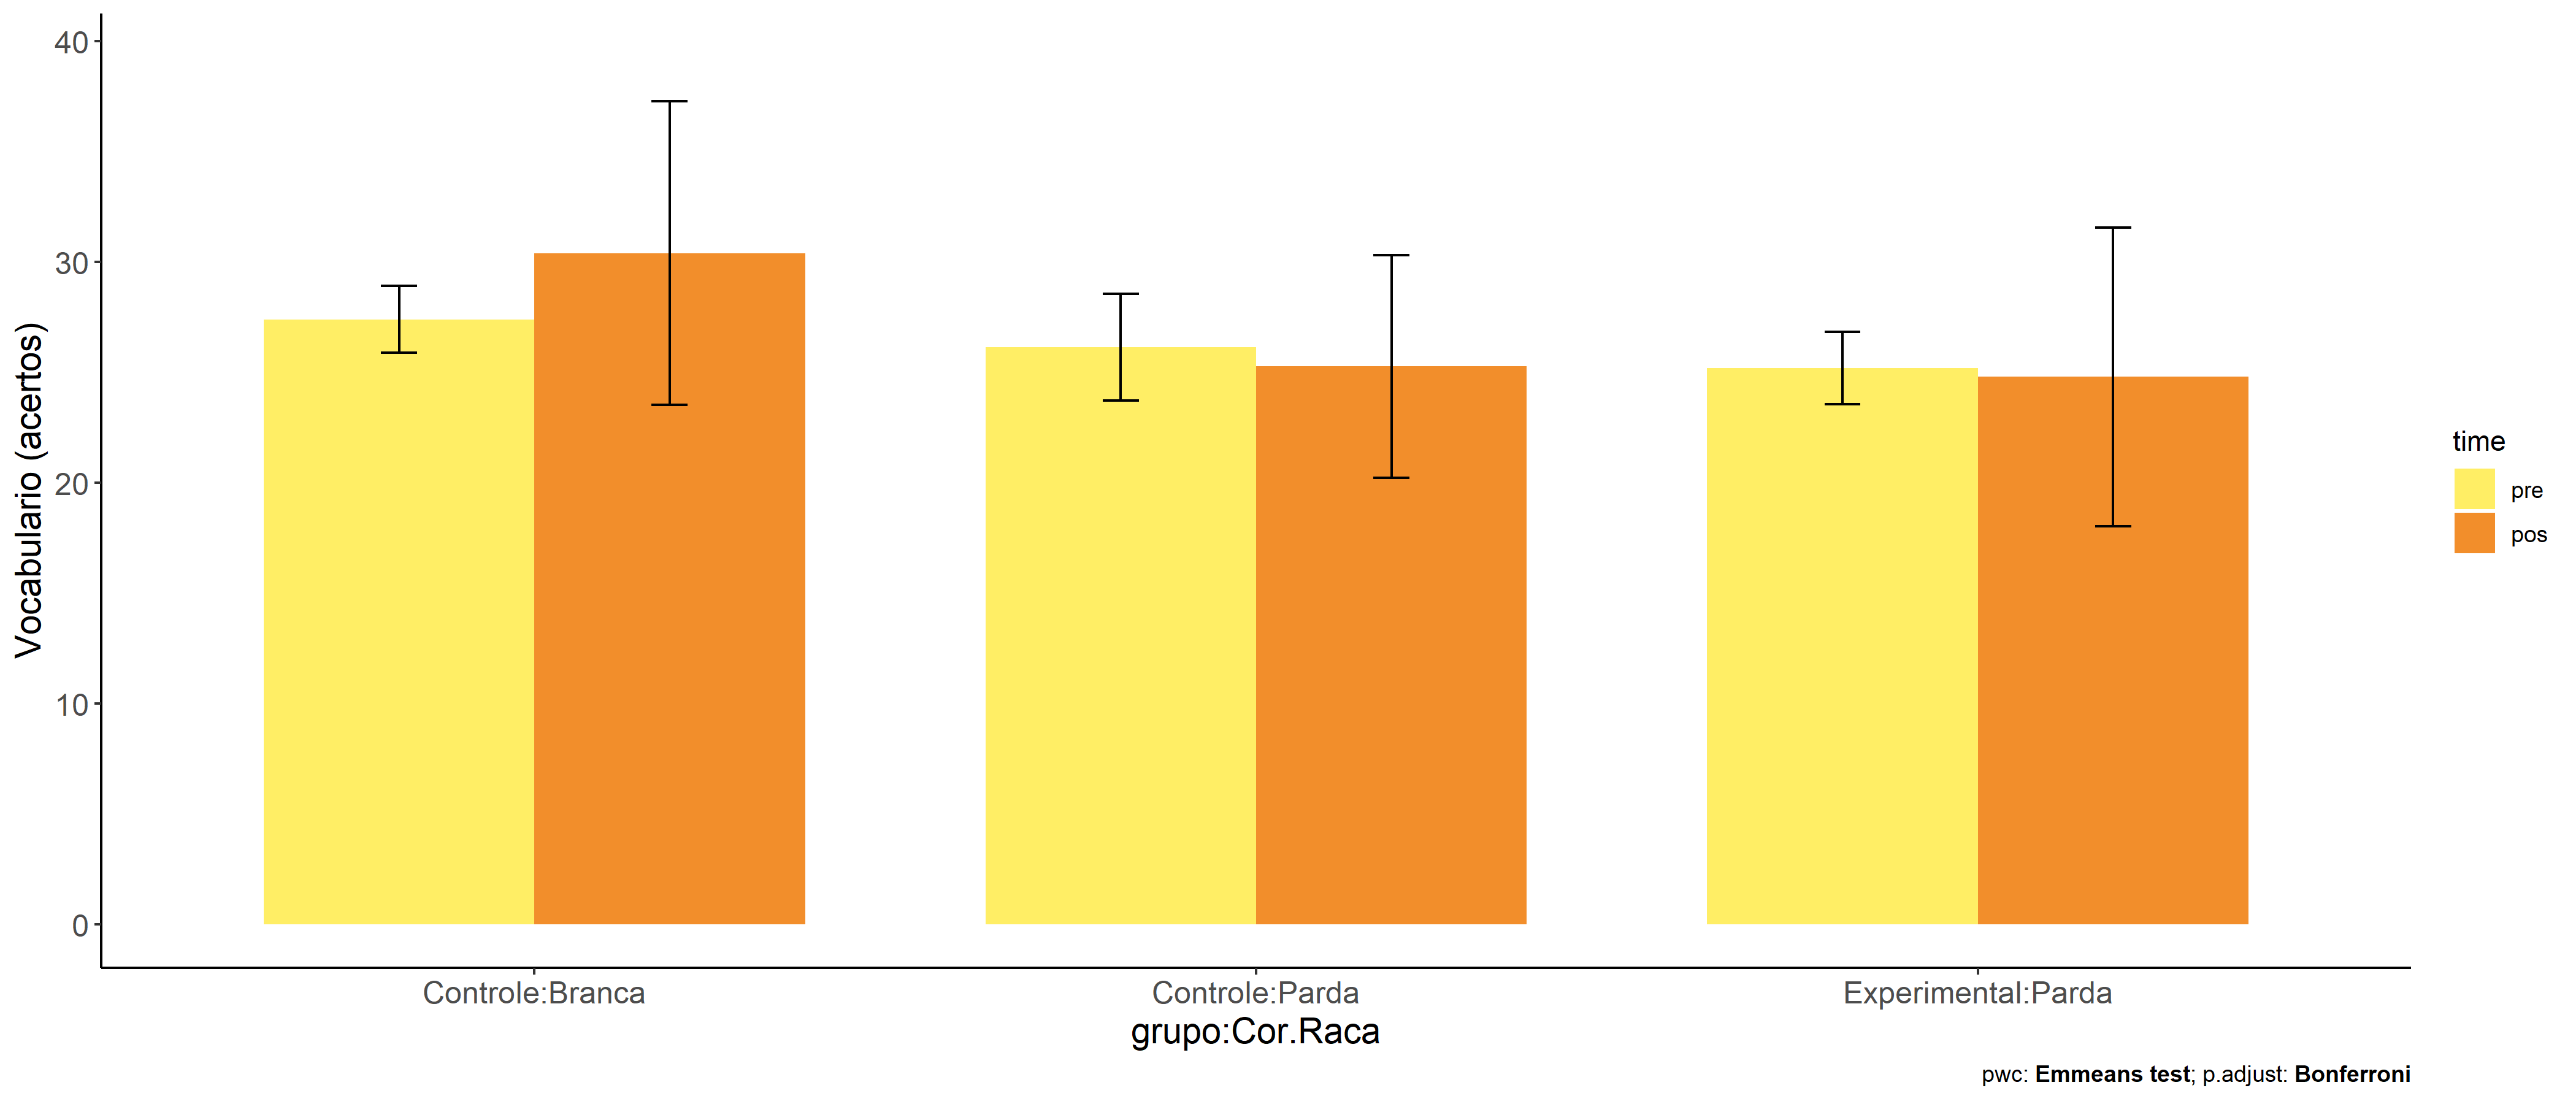 Vocabulario (acertos)
40
30
20
10
0
Controle:Branca
Controle:Parda
Experimental:Parda
grupo:Cor.Raca
time
pre
pos
pwc: Emmeans test; p.adjust: Bonferroni